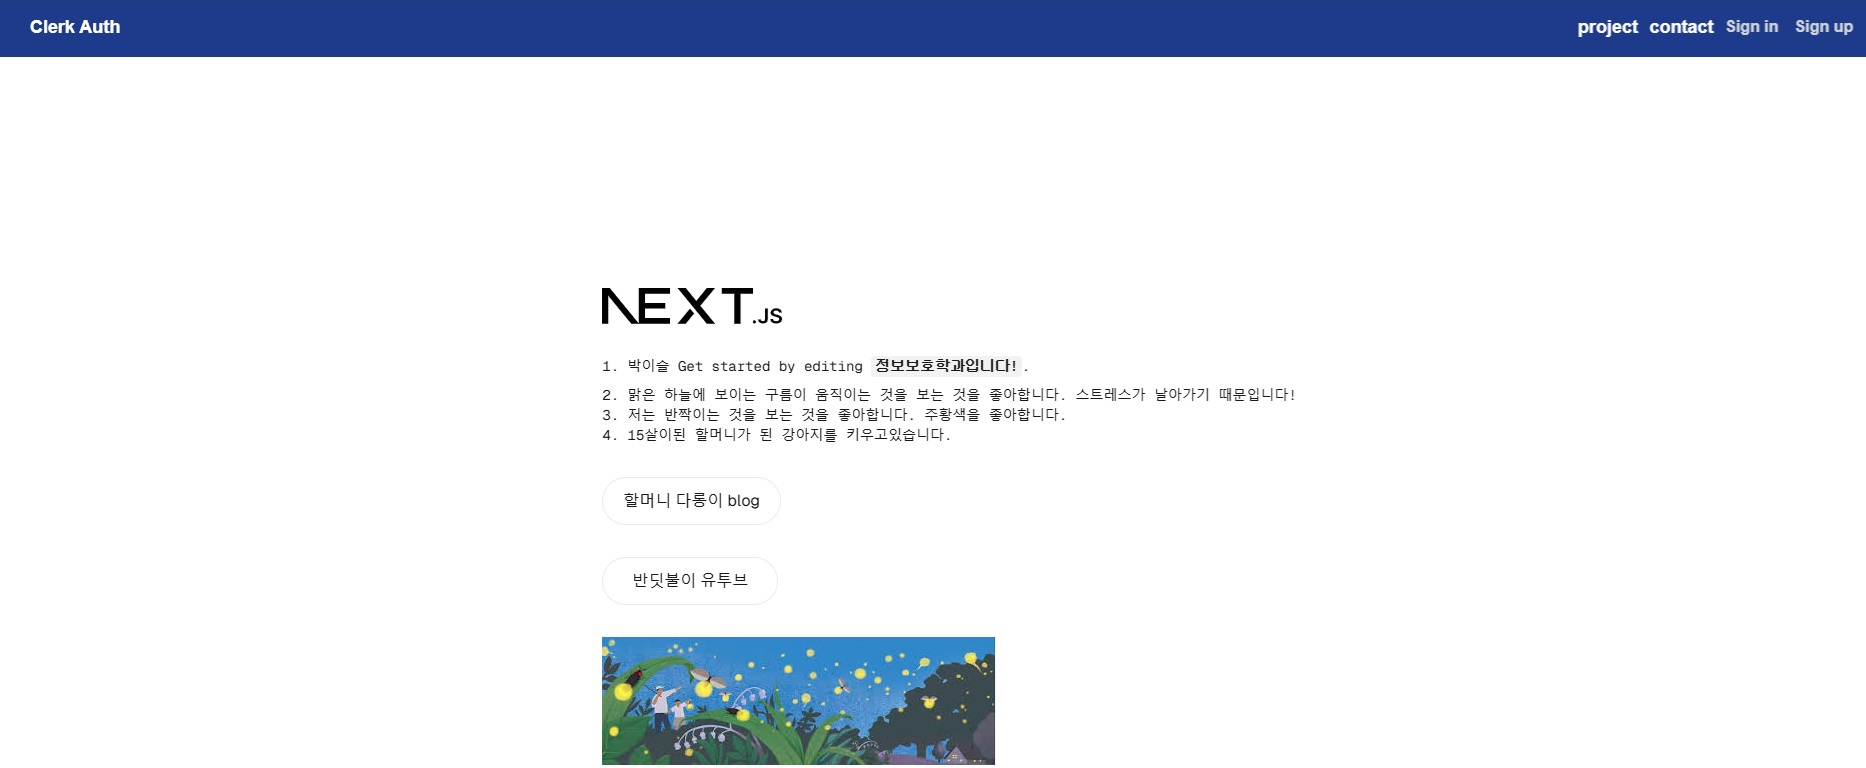 Clerk Auth
project contact Sign in Sign up
NEXT.JS
1. 박이슬 Get started by editing 정보보호학과입니다!.
2. 맑은 하늘에 보이는 구름이 움직이는 것을 보는 것을 좋아합니다. 스트레스가 날아가기 때문입니다!
3. 저는 반짝이는 것을 보는 것을 좋아합니다. 주황색을 좋아합니다.
4. 15살이된 할머니가 된 강아지를 키우고있습니다.
할머니 다롱이 blog
반딧불이 유투브